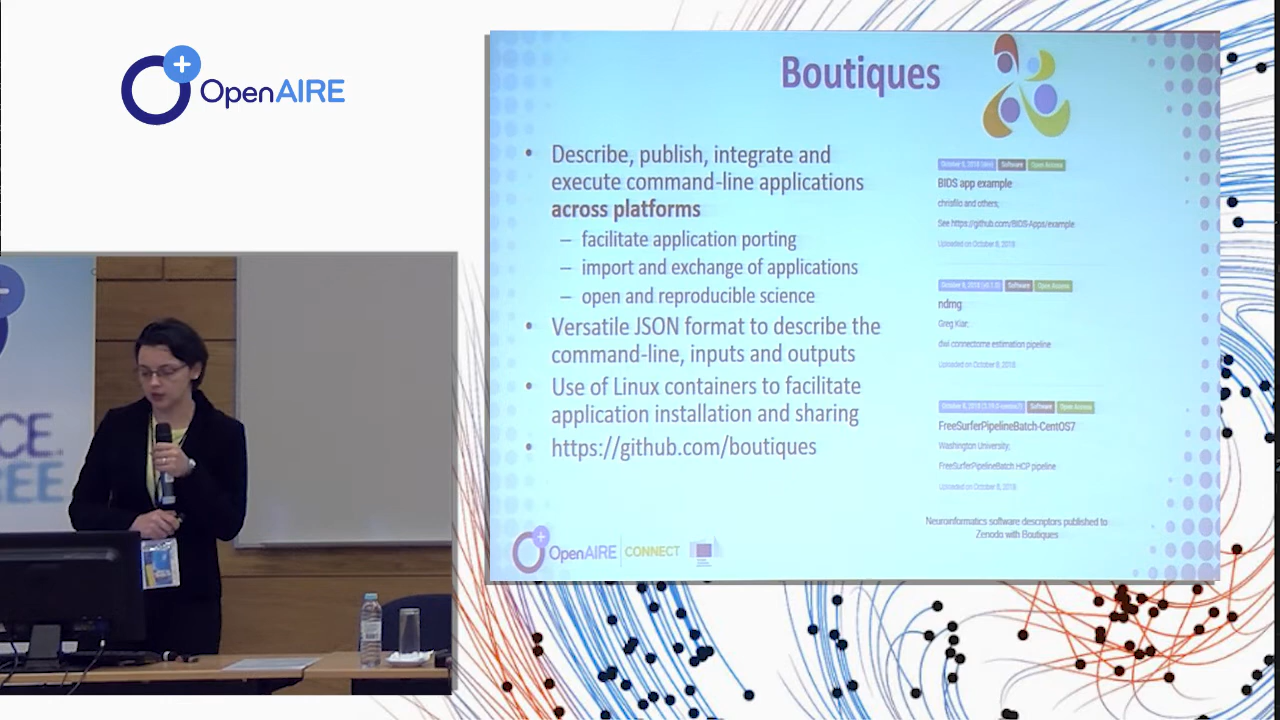 OpenAIRE
CE.
EE
Boutiques
• Describe, publish, integrate and
execute command-line applications
across platforms
– facilitate application porting
– import and exchange of applications
– open and reproducible science
• Versatile JSON format to describe the
command-line, inputs and outputs
• Use of Linux containers to facilitate
application installation and sharing
• https://github.com/boutiques
Software Open Access
BIDS app example
chrisfilo and others;
See https://github.com/BIDS-Apps/example
Uploaded on October 8, 2018
Software Open Access
ndmg
Greg Kiar;
dwi connectome estimation pipeline
Uploaded on October 8, 2018
Software Open Access
FreeSurferPipelineBatch-CentOS7
Washington University;
FreeSurferPipelineBatch HCP pipeline
Uploaded on October 8, 2018
Neuroinformatics software descriptors published to
Zenodo with Boutiques
OpenAIRE CONNECT